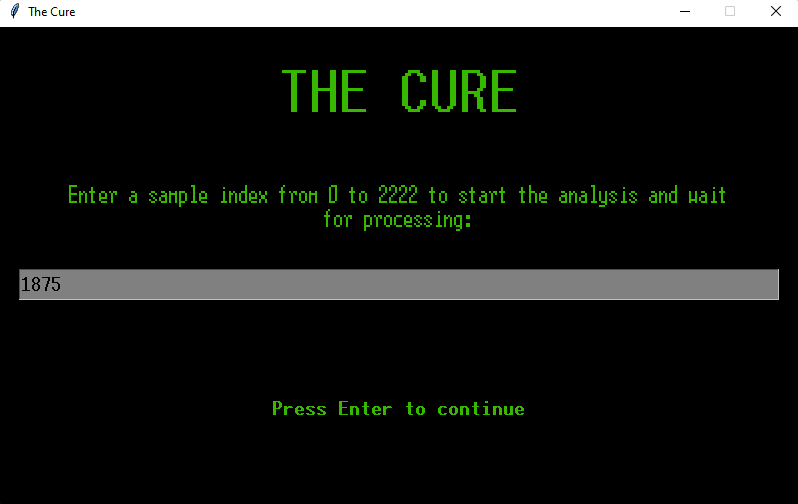 The Cure
THE CURE
Enter a sample index from 0 to 2222 to start the analysis and wait
for processing:
1875
Press Enter to continue